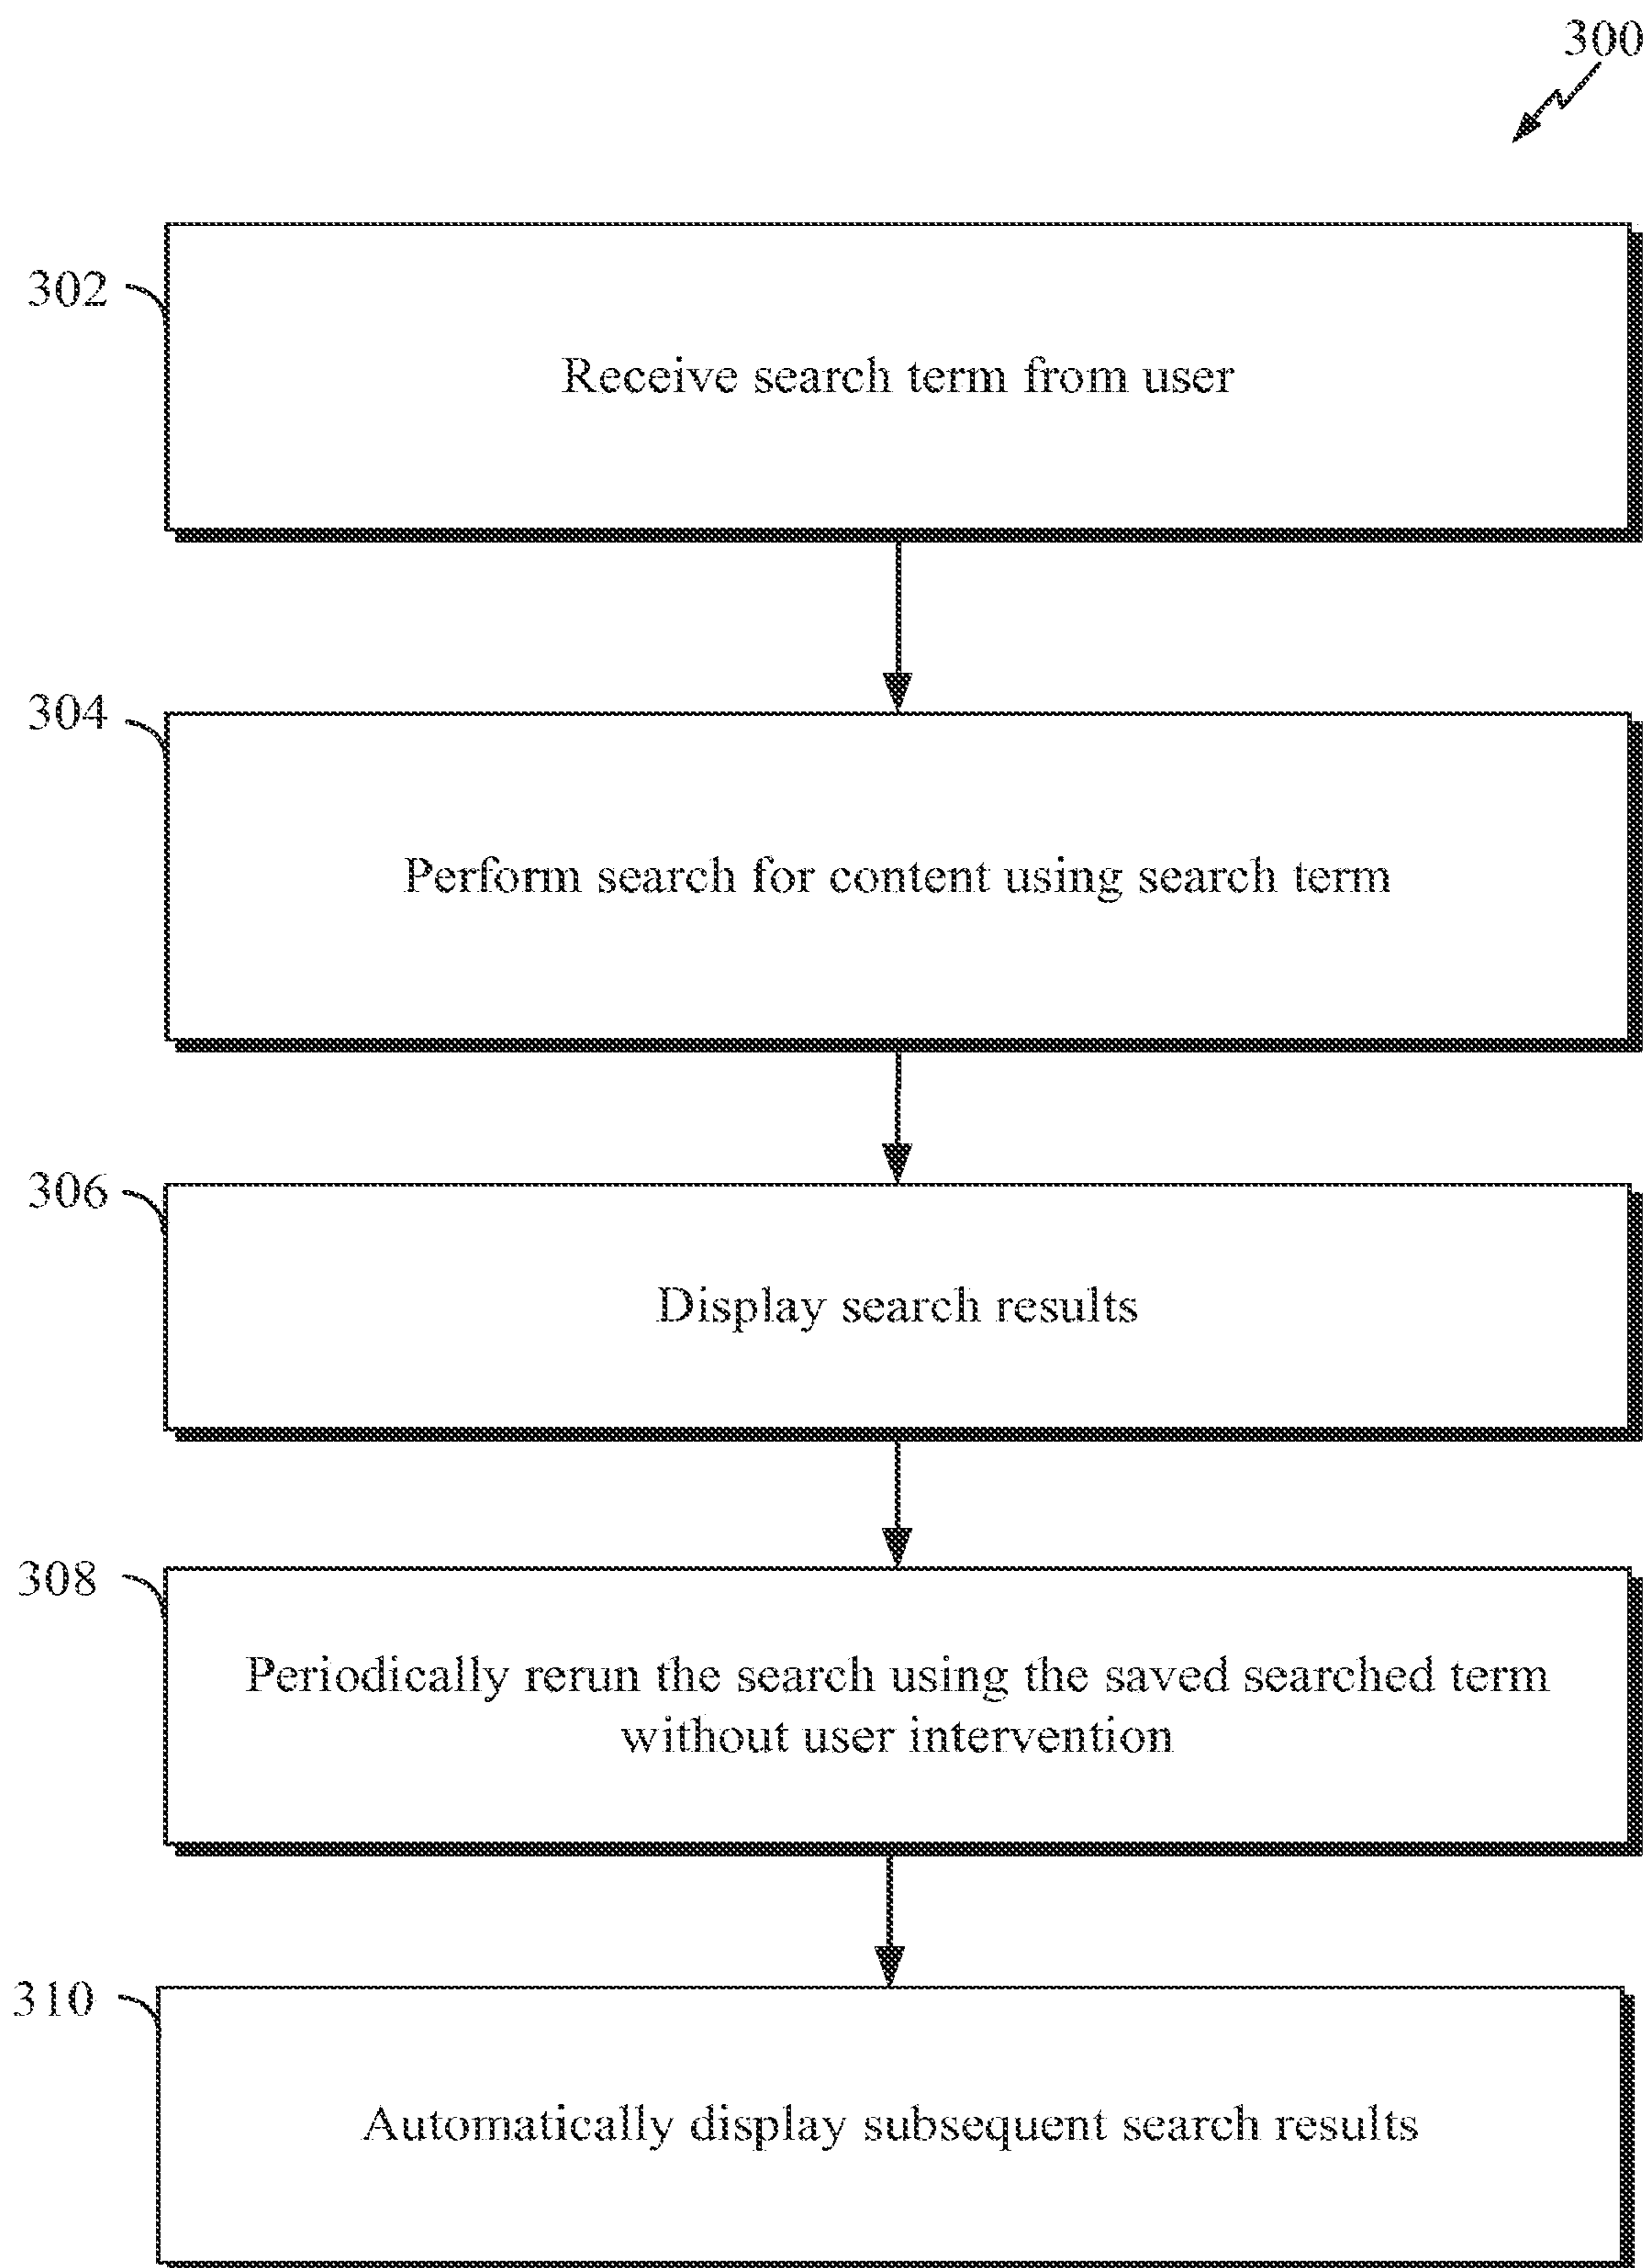 300
302
Receive search term from user
304
Perform search for content using search term
306
Display search results
308
Periodically rerun the search using the saved searched term
without user intervention
310
Automatically display subsequent search results